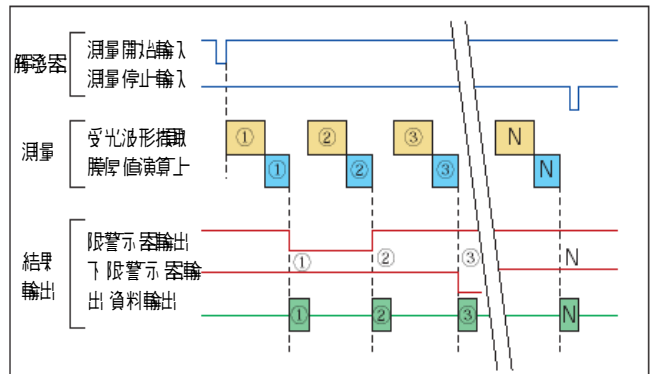 觸發器
測量開始輸入
測量停止輸入
測量
受光波形擷取
膜厚值演算上
① ② ③ N
① ② ③ N
結果
輸出
限警示器輸出
① ② ③ N
下限警示器輸
出資料輸出
① ② ③ N